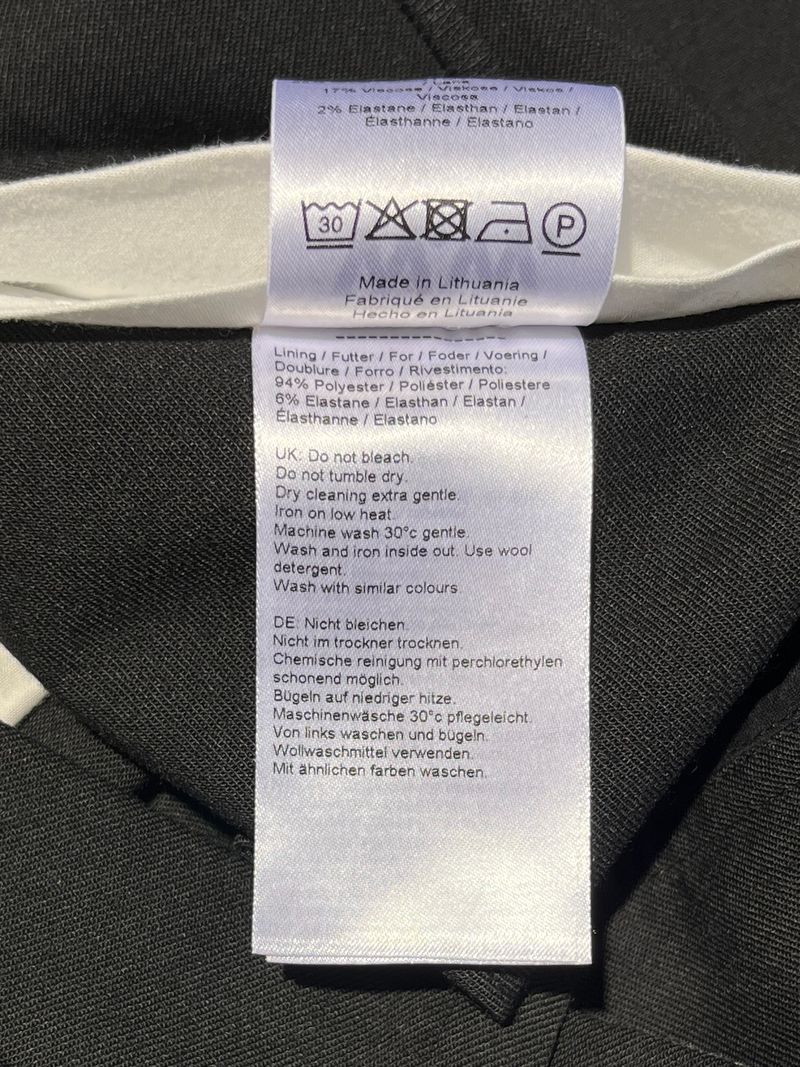 17% Viscose / Viskose / Viskos /
Viscosa
2% Elastane / Elasthan / Elastan /
Élasthanne / Elastano
30
P
Made in Lithuania
Fabriqué en Lituanie
Hecho en Lituania
Lining / Futter / For / Foder / Voering /
Doublure / Forro / Rivestimento:
94% Polyester / Poliéster / Poliestere
6% Elastane / Elasthan / Elastan /
Élasthanne / Elastano
UK: Do not bleach.
Do not tumble dry.
Dry cleaning extra gentle.
Iron on low heat.
Machine wash 30°c gentle.
Wash and iron inside out. Use wool
detergent.
Wash with similar colours.
DE: Nicht bleichen.
Nicht im trockner trocknen.
Chemische reinigung mit perchlorethylen
schonend möglich.
Bügeln auf niedriger hitze.
Maschinenwäsche 30°c pflegeleicht.
Von links waschen und bügeln.
Wollwaschmittel verwenden.
Mit ähnlichen farben waschen.